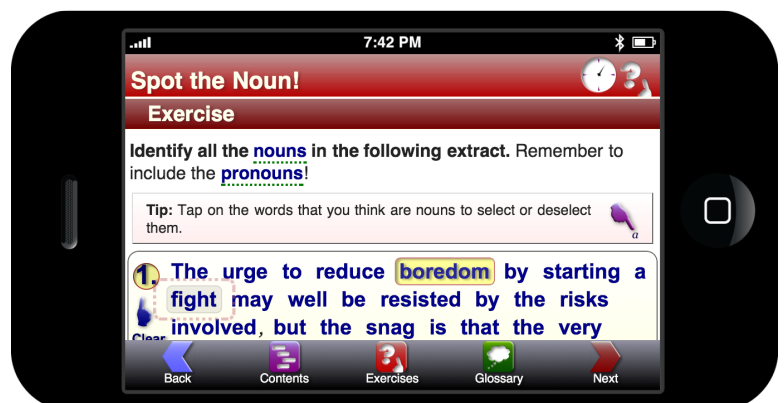 7:42 PM
Spot the Noun!
Exercise
Identify all the nouns in the following extract. Remember to
include the pronouns!
Tip: Tap on the words that you think are nouns to select or deselect
them.
a
1. The urge to reduce boredom by starting a
fight may well be resisted by the risks
involved, but the snag is that the very
Clear
Back Contents Exercises Glossary Next